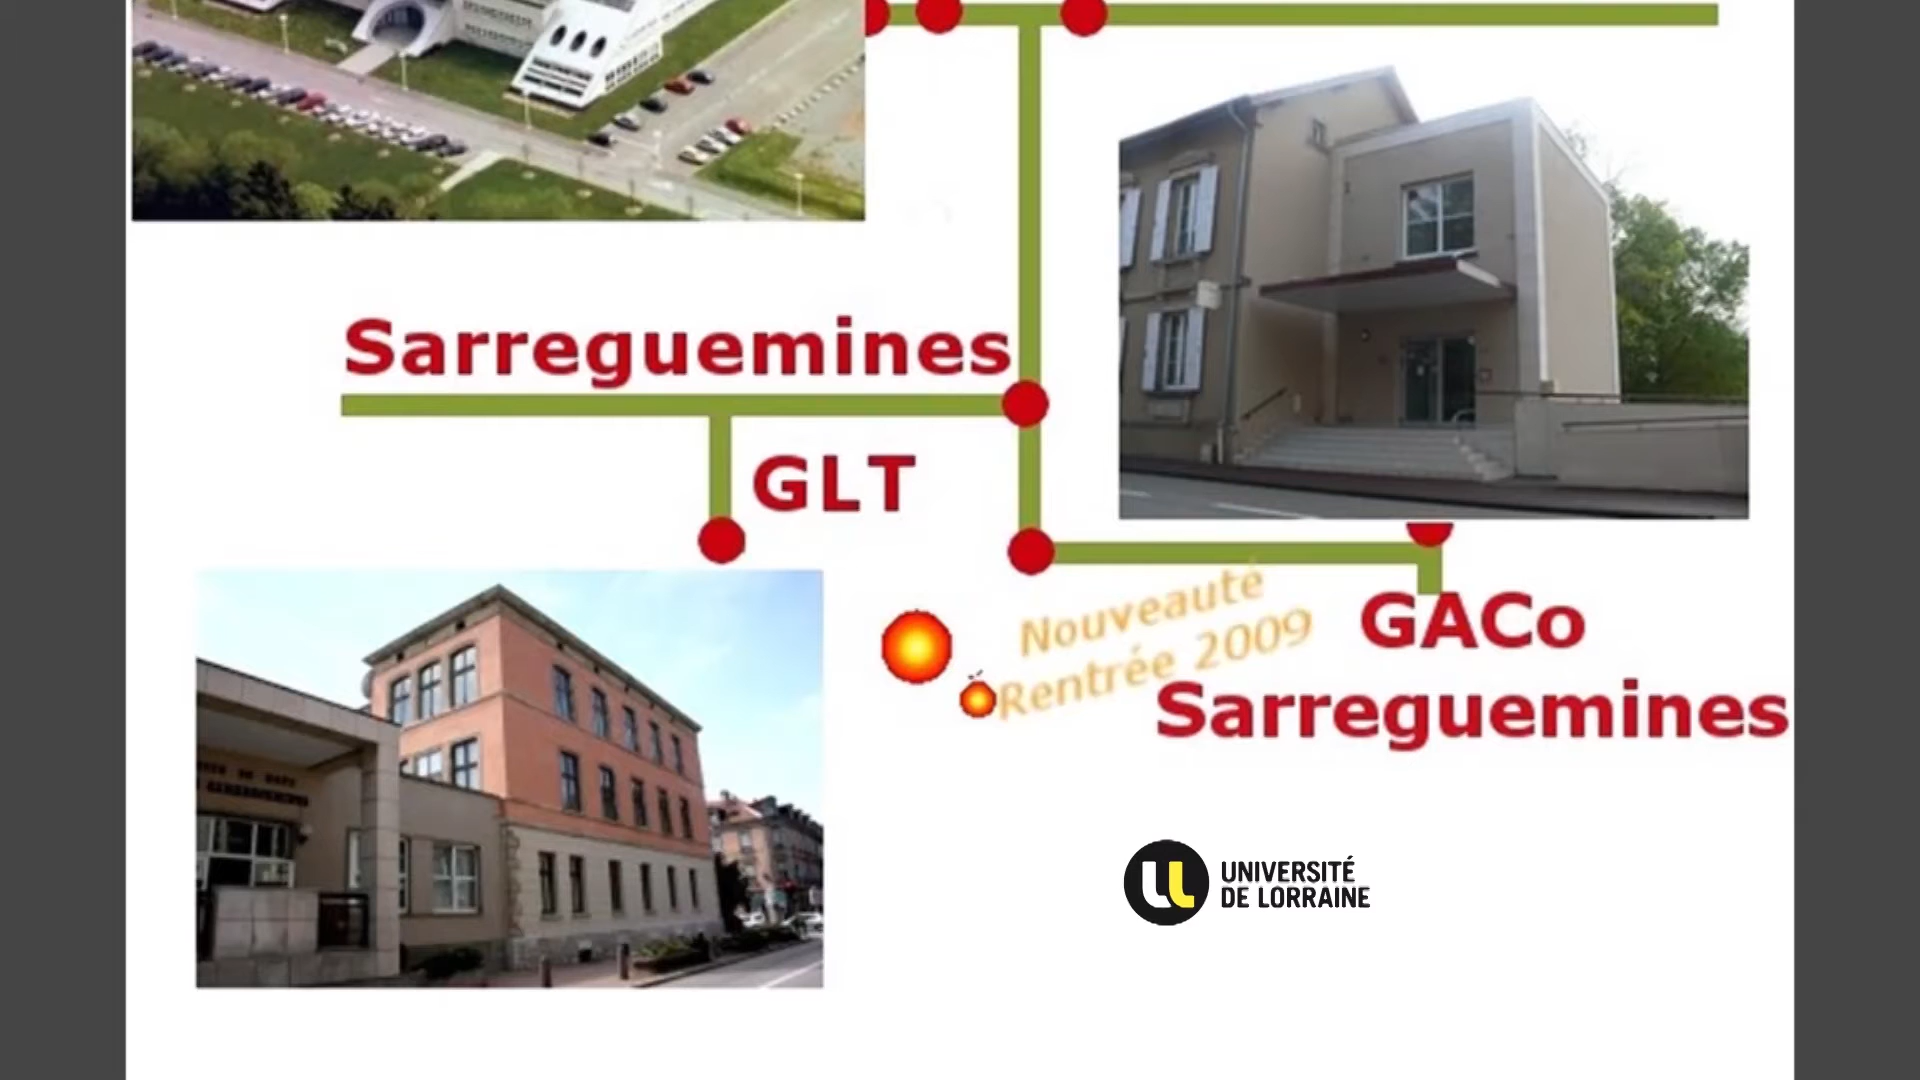 Sarreguemines
GLT
Nouveauté
Rentrée 2009
GACo
Sarreguemines
UNIVERSITÉ
DE LORRAINE